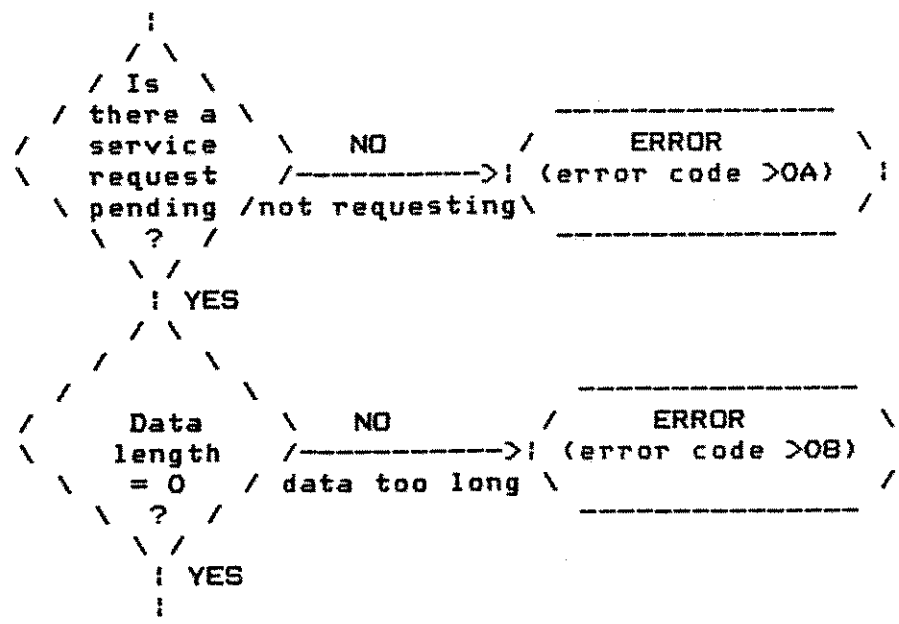 Is
there a
service NO ERROR
request (error code >0A)
pending not requesting
?
YES
Data NO ERROR
length (error code >0B)
= 0 data too long
?
YES